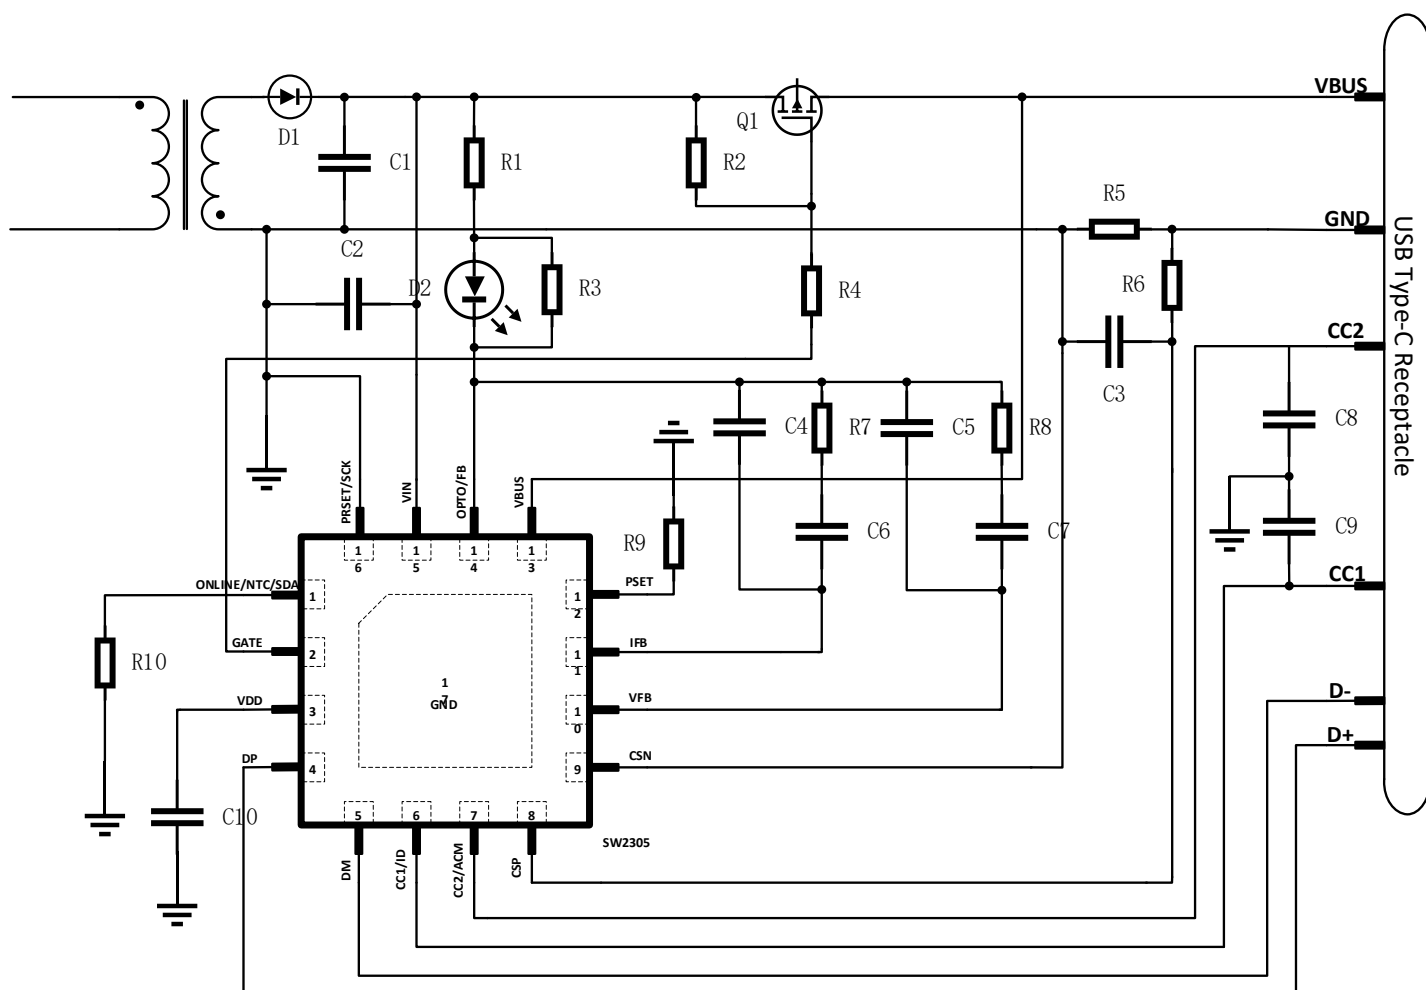 VBUS
D1
C1
R1
R2
Q1
R5
GND
C2
D2
R3
R4
R6
USB Type-C Receptacle
CC2
C3
C4
R7
C5
R8
C8
PRSET/SCK
VIN
OPTO/FB
VBUS
R9
C6
C7
C9
16
15
14
13
ONLINE/NTC/SDA
1
12
PSET
CC1
GATE
2
11
IFB
R10
17
GND
VDD
3
10
VFB
D-
D+
DP
4
9
CSN
C10
5
6
7
8
SW2305
DM
CC1/ID
CC2/ACM
CSP